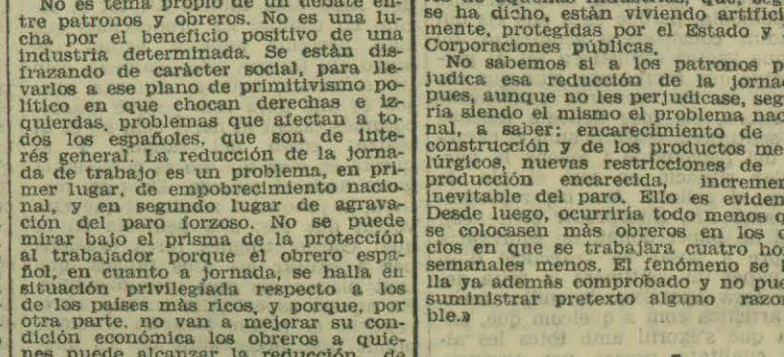 No es tema propio de un debate en-
tre patronos y obreros. No es una lu-
cha por el beneficio positivo de una
industria determinada. Se están dis-
frazando de carácter social, para lle-
varlos a ese plano de primitivismo po-
lítico en que chocan derechas e iz-
quierdas, problemas que afectan a to-
dos los españoles, que son de inte-
rés general. La reducción de la jorna-
da de trabajo es un problema, en pri-
mer lugar, de empobrecimiento nacio-
nal, y en segundo lugar de agrava-
ción del paro forzoso. No se puede
mirar bajo el prisma de la protección
al trabajador porque el obrero espa-
ñol, en cuanto a jornada, se halla en
situación privilegiada respecto a los
de los países más ricos, y porque, por
otra parte, no van a mejorar su con-
dición económica los obreros a quie-
nes puede alcanzar la reducción de
se ha dicho, están viviendo artifici
mente, protegidas por el Estado y
Corporaciones públicas.
No sabemos si a los patronos p
judica esa reducción de la jorna
pues, aunque no les perjudicase, seg
ría siendo el mismo el problema nac
nal, a saber: encarecimiento de
construcción y de los productos me
lúrgicos, nuevas restricciones de
producción encarecida, incremen
inevitable del paro. Ello es eviden
Desde luego, ocurriría todo menos q
se colocasen más obreros en los
cios en que se trabajara cuatro ho
semanales menos. El fenómeno se
lla ya además comprobado y no pue
suministrar pretexto alguno razo
ble.»